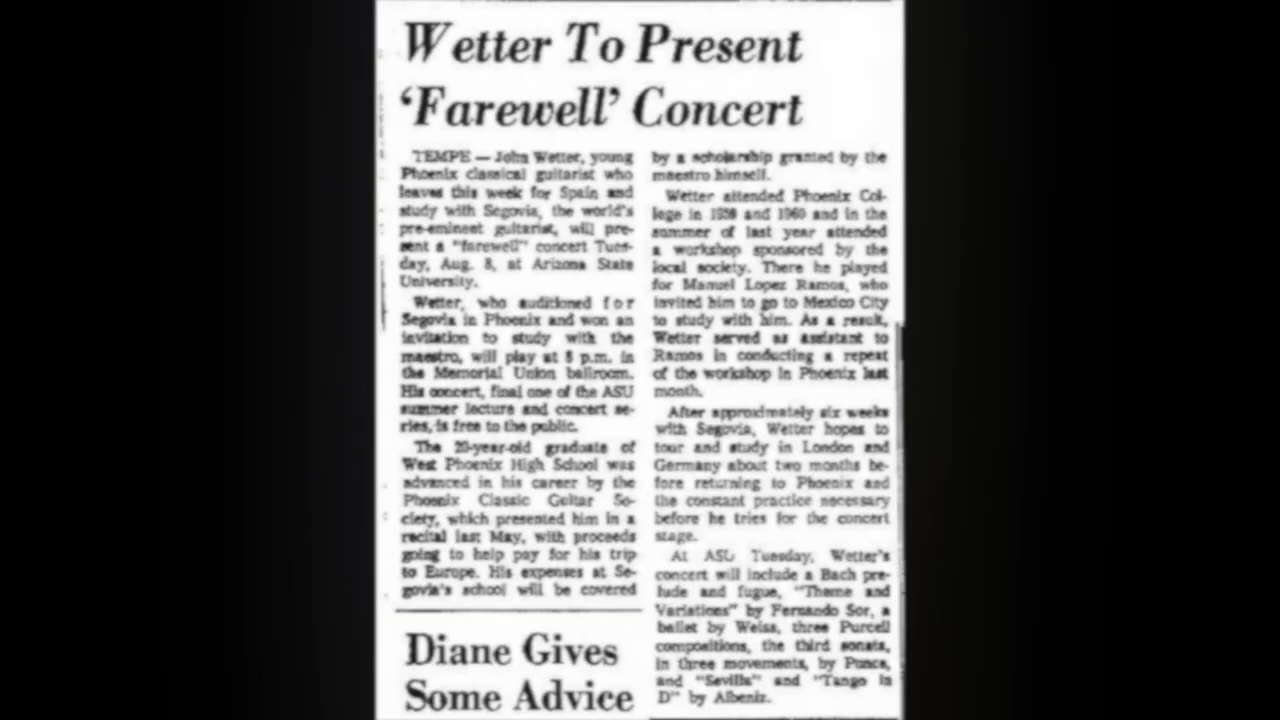 Wetter To Present
‘Farewell’ Concert
TEMPE — John Wetter, young
Phoenix classical guitarist who
leaves this week for Spain and
study with Segovia, the world's
pre-eminent guitarist, will pre-
sent a "farewell" concert Tues-
day, Aug. 8, at Arizona State
University.
Wetter, who auditioned for
Segovia in Phoenix and won an
invitation to study with the
maestro, will play at 8 p.m. in
the Memorial Union ballroom.
His concert, final one of the ASU
summer lecture and concert se-
ries, is free to the public.
The 20-year-old graduate of
West Phoenix High School was
advanced in his career by the
Phoenix Classic Guitar So-
ciety, which presented him in a
recital last May, with proceeds
going to help pay for his trip
to Europe. His expenses at Se-
govia's school will be covered
by a scholarship granted by the
maestro himself.
Wetter attended Phoenix Col-
lege in and 1960 and in the
summer of last year attended
a workshop sponsored by the
local society. There he played
for Manuel Lopez Ramos, who
invited him to go to Mexico City
to study with him. As a result,
Wetter served as assistant to
Ramos in conducting a repeat
of the workshop in Phoenix last
month.
After approximately six weeks
with Segovia, Wetter hopes to
tour and study in London and
Germany about two months be-
fore returning to Phoenix and
the constant practice necessary
before he tries for the concert
stage.
At ASU Tuesday, Wetter's
concert will include a Bach pre-
lude and fugue, "Theme and
Variations" by Fernando Sor, a
ballet by Weiss, three Purcell
compositions, the third sonata,
in three movements, by Ponce,
and "Sevilla" and "Tango in
D" by Albeniz.
Diane Gives
Some Advice